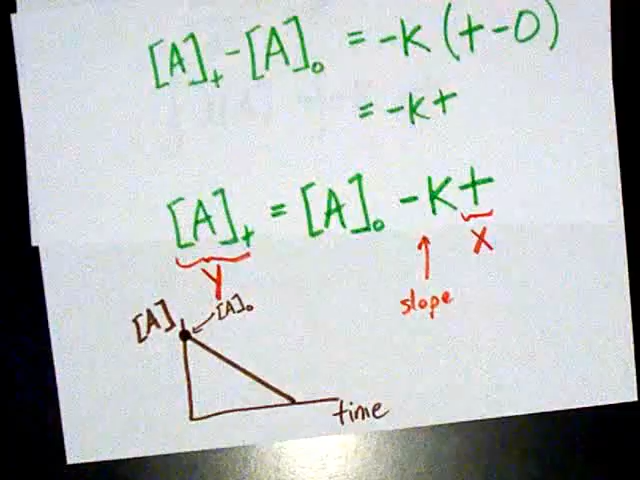 [A]t - [A]0 = -k (t - 0)
= -kt
[A]t = [A]0 - kt
Y
X
slope
[A]
[A]0
time